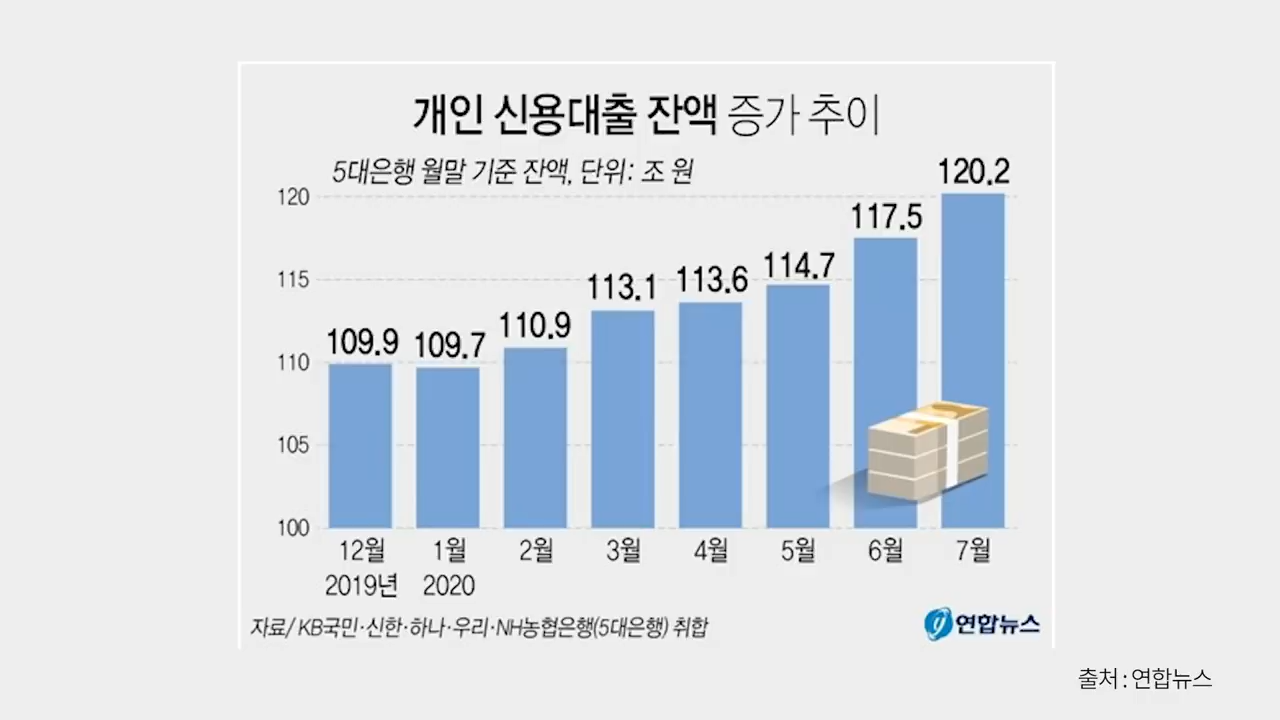 개인 신용대출 잔액 증가 추이
5대은행 월말 기준 잔액, 단위: 조 원
120
115
110
105
100
109.9
109.7
110.9
113.1
113.6
114.7
117.5
120.2
12월 1월 2월 3월 4월 5월 6월 7월
2019년 2020
자료/ KB국민·신한·하나·우리·NH농협은행(5대은행) 취합
연합뉴스
출처 : 연합뉴스